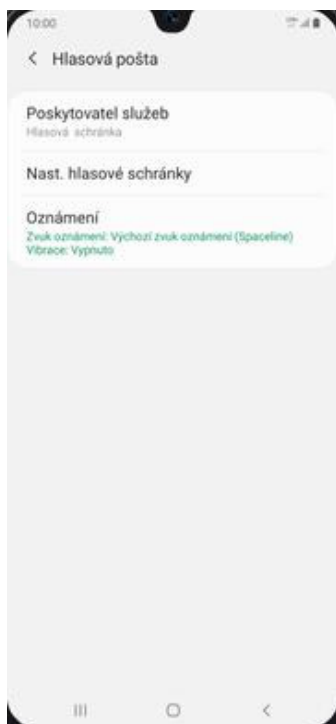 10:00
Hlasová pošta
Poskytovatel služeb
Hlasová schránka
Nast. hlasové schránky
Oznámení
Zvuk oznámení: Výchozí zvuk oznámení (Spaceline)
Vibrace: Vypnuto